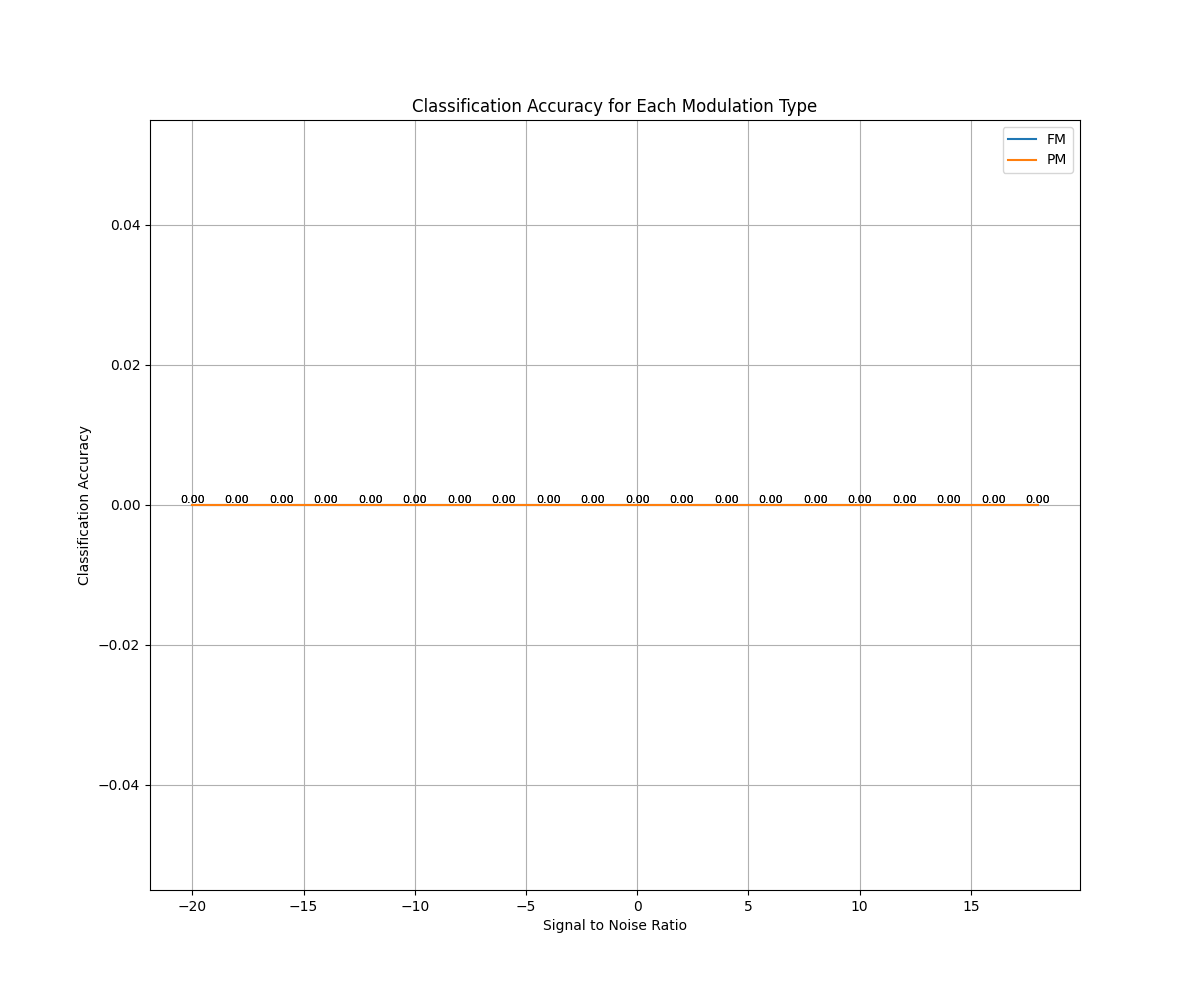 Classification Accuracy for Each Modulation Type
FM
PM
0.04
0.02
0.00
−0.02
−0.04
Classification Accuracy
0.00 0.00 0.00 0.00 0.00 0.00 0.00 0.00 0.00 0.00 0.00 0.00 0.00 0.00 0.00 0.00 0.00 0.00 0.00 0.00
−20 −15 −10 −5 0 5 10 15
Signal to Noise Ratio